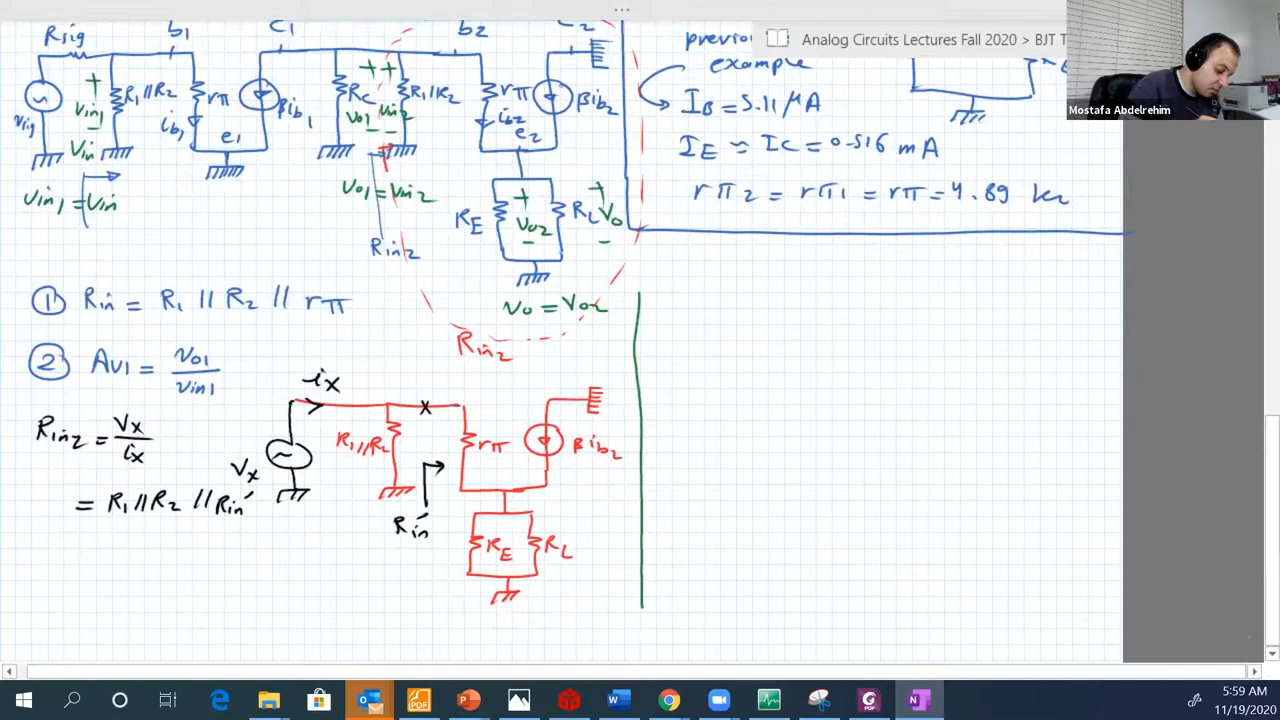 Rsig
b1
C1
b2
C2
vsig
+
vin1
-
vin
R1 // R2
rπ
ib1
βib1
e1
RC
+
vo1
-
+
vin2
-
R1 // R2
rπ
ib2
βib2
e2
vin1 = vin
vo1 = vin2
Rin2
RE
+
vo2
-
RL
+
Vo
-
vo = vo2
Rin2
example
IB = 5.11 μA
IE ≈ IC = 0.516 mA
rπ2 = rπ1 = rπ = 4.89 kΩ
Analog Circuits Lectures Fall 2020
Mostafa Abdelrehim
① Rin = R1 // R2 // rπ
② Av1 = vo1 / vin1
Rin2 = Vx / ix
= R1 // R2 // Rin'
ix
Vx
R1 // R2
Rin'
rπ
βib2
RE
RL
5:59 AM
11/19/2020